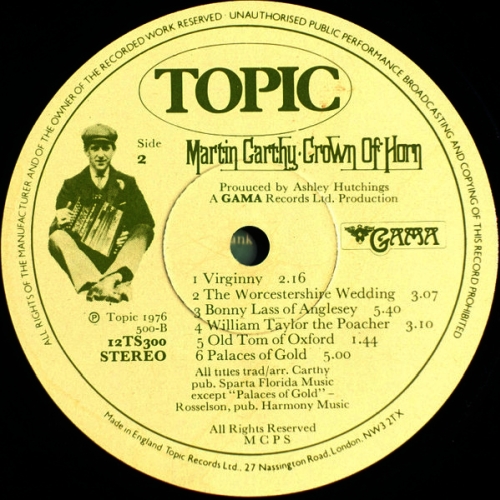 ALL RIGHTS OF THE MANUFACTURER AND OF THE OWNER OF THE RECORDED WORK RESERVED · UNAUTHORISED PUBLIC PERFORMANCE BROADCASTING AND COPYING OF THIS RECORD PROHIBITED
TOPIC
Side
2
Martin Carthy · Crown Of Horn
Produced by Ashley Hutchings
A GAMA Records Ltd. Production
GAMA
1 Virginny 2.16
2 The Worcestershire Wedding 3.07
3 Bonny Lass of Anglesey 5.40
4 William Taylor the Poacher 3.10
5 Old Tom of Oxford 1.44
6 Palaces of Gold 5.00
℗ Topic 1976
500-B
12TS300
STEREO
All titles trad/arr. Carthy
pub. Sparta Florida Music
except "Palaces of Gold" –
Rosselson, pub. Harmony Music
All Rights Reserved
M C P S
Made in England. Topic Records Ltd., 27 Nassington Road, London, NW3 2TX